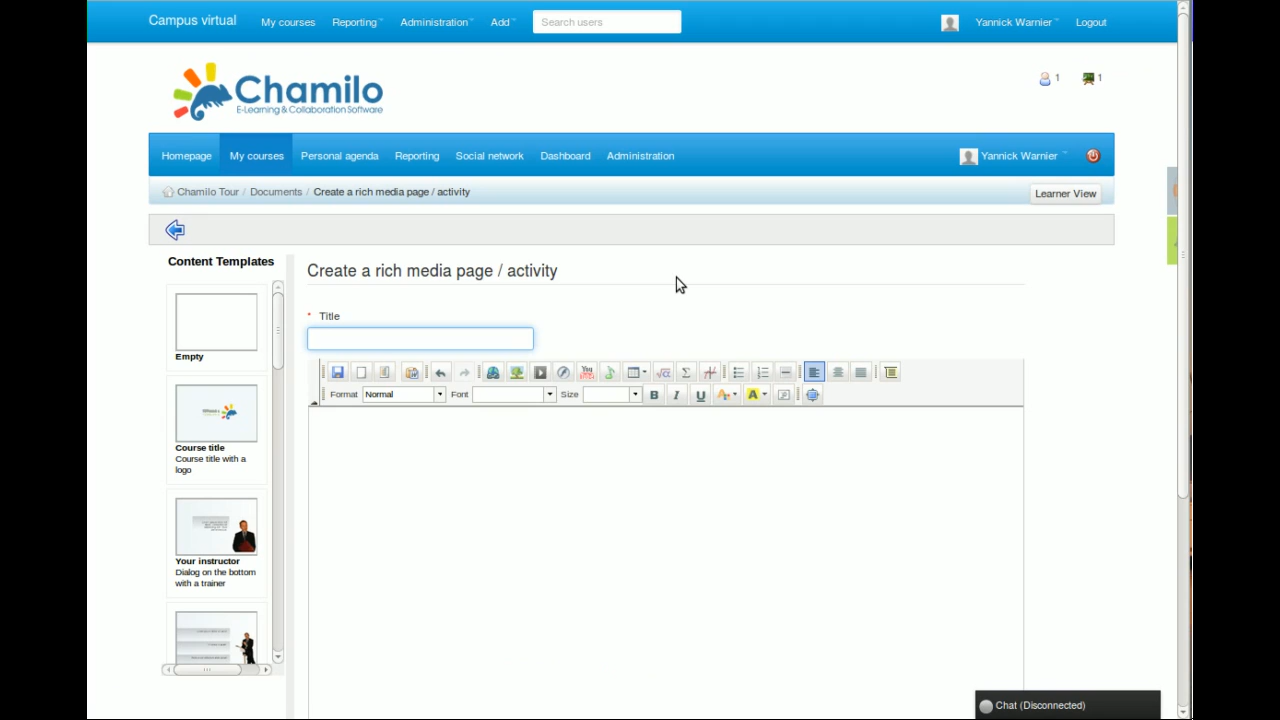 Campus virtual My courses Reporting Administration Add Search users Yannick Warnier Logout
Chamilo
E-Learning & Collaboration Software
1 1
Homepage My courses Personal agenda Reporting Social network Dashboard Administration Yannick Warnier
Chamilo Tour / Documents / Create a rich media page / activity Learner View
Content Templates
Empty
Course title
Course title with a
logo
Your instructor
Dialog on the bottom
with a trainer
Create a rich media page / activity
* Title
You
Format Normal Font Size B I U A
Chat (Disconnected)